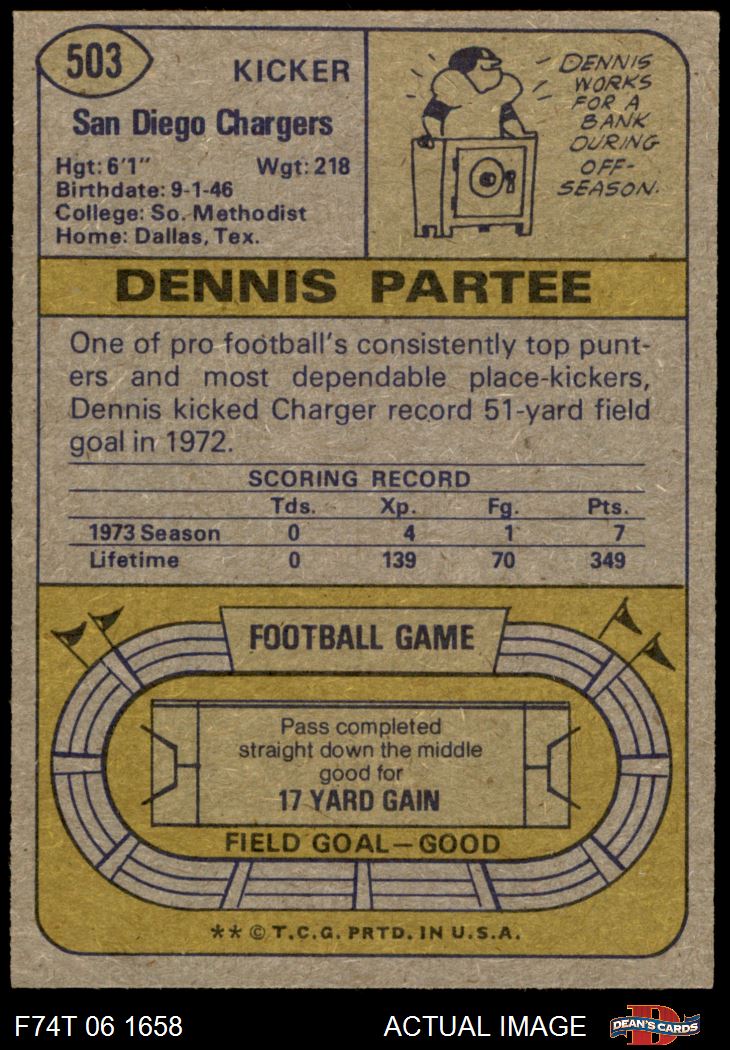 503
KICKER
San Diego Chargers
Hgt: 6'1" Wgt: 218
Birthdate: 9-1-46
College: So. Methodist
Home: Dallas, Tex.
DENNIS
WORKS
FOR A
BANK
DURING
OFF-
SEASON.
DENNIS PARTEE
One of pro football's consistently top punt-
ers and most dependable place-kickers,
Dennis kicked Charger record 51-yard field
goal in 1972.
SCORING RECORD
Tds. Xp. Fg. Pts.
1973 Season 0 4 1 7
Lifetime 0 139 70 349
FOOTBALL GAME
Pass completed
straight down the middle
good for
17 YARD GAIN
FIELD GOAL—GOOD
** © T.C.G. PRTD. IN U.S.A.
F74T 06 1658 ACTUAL IMAGE
D
DEAN'S CARDS